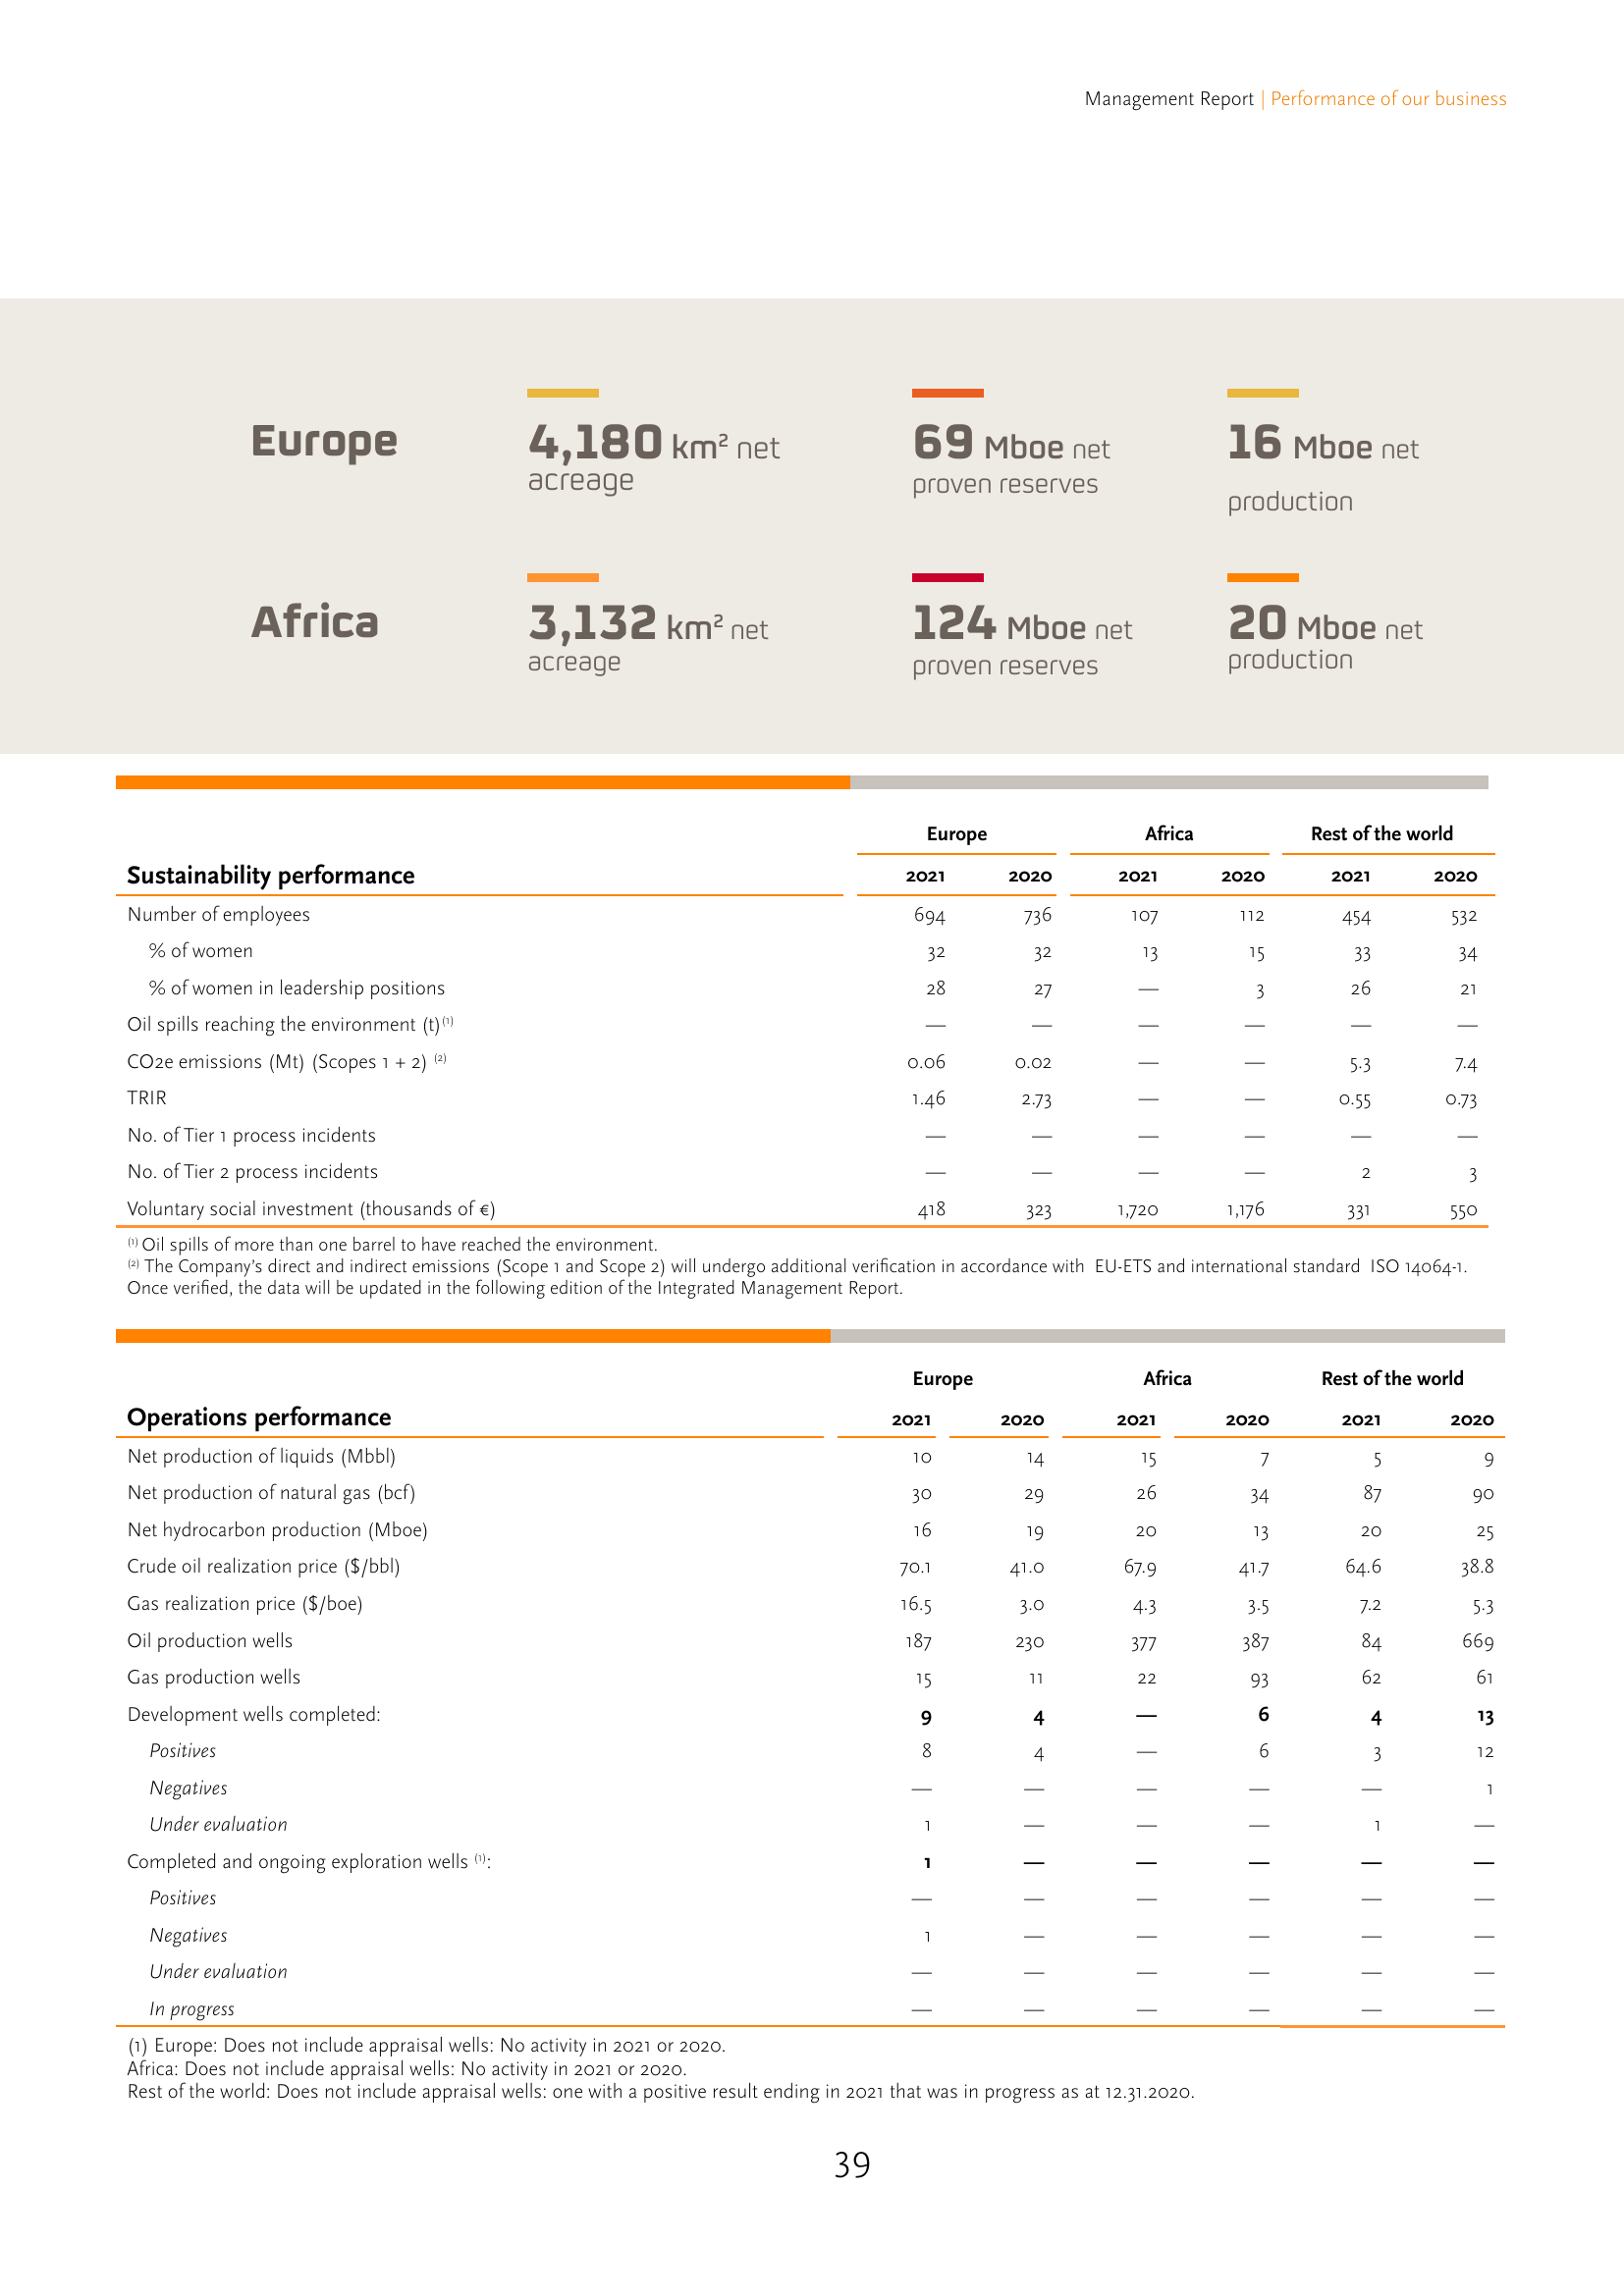 Management Report | Performance of our business
Europe
4,180 km² net
acreage
69 Mboe net
proven reserves
16 Mboe net
production
Africa
3,132 km² net
acreage
124 Mboe net
proven reserves
20 Mboe net
production
Europe Africa Rest of the world
Sustainability performance 2021 2020 2021 2020 2021 2020
Number of employees 694 736 107 112 454 532
% of women 32 32 13 15 33 34
% of women in leadership positions 28 27 — 3 26 21
Oil spills reaching the environment (t)(1) — — — — — —
CO2e emissions (Mt) (Scopes 1 + 2) (2) 0.06 0.02 — — 5.3 7.4
TRIR 1.46 2.73 — — 0.55 0.73
No. of Tier 1 process incidents — — — — — —
No. of Tier 2 process incidents — — — — 2 3
Voluntary social investment (thousands of €) 418 323 1,720 1,176 331 550
(1) Oil spills of more than one barrel to have reached the environment.
(2) The Company's direct and indirect emissions (Scope 1 and Scope 2) will undergo additional verification in accordance with EU-ETS and international standard ISO 14064-1.
Once verified, the data will be updated in the following edition of the Integrated Management Report.
Europe Africa Rest of the world
Operations performance 2021 2020 2021 2020 2021 2020
Net production of liquids (Mbbl) 10 14 15 7 5 9
Net production of natural gas (bcf) 30 29 26 34 87 90
Net hydrocarbon production (Mboe) 16 19 20 13 20 25
Crude oil realization price ($/bbl) 70.1 41.0 67.9 41.7 64.6 38.8
Gas realization price ($/boe) 16.5 3.0 4.3 3.5 7.2 5.3
Oil production wells 187 230 377 387 84 669
Gas production wells 15 11 22 93 62 61
Development wells completed: 9 4 — 6 4 13
Positives 8 4 — 6 3 12
Negatives — — — — — 1
Under evaluation 1 — — — 1 —
Completed and ongoing exploration wells (1): 1 — — — — —
Positives — — — — — —
Negatives 1 — — — — —
Under evaluation — — — — — —
In progress — — — — — —
(1) Europe: Does not include appraisal wells: No activity in 2021 or 2020.
Africa: Does not include appraisal wells: No activity in 2021 or 2020.
Rest of the world: Does not include appraisal wells: one with a positive result ending in 2021 that was in progress as at 12.31.2020.
39